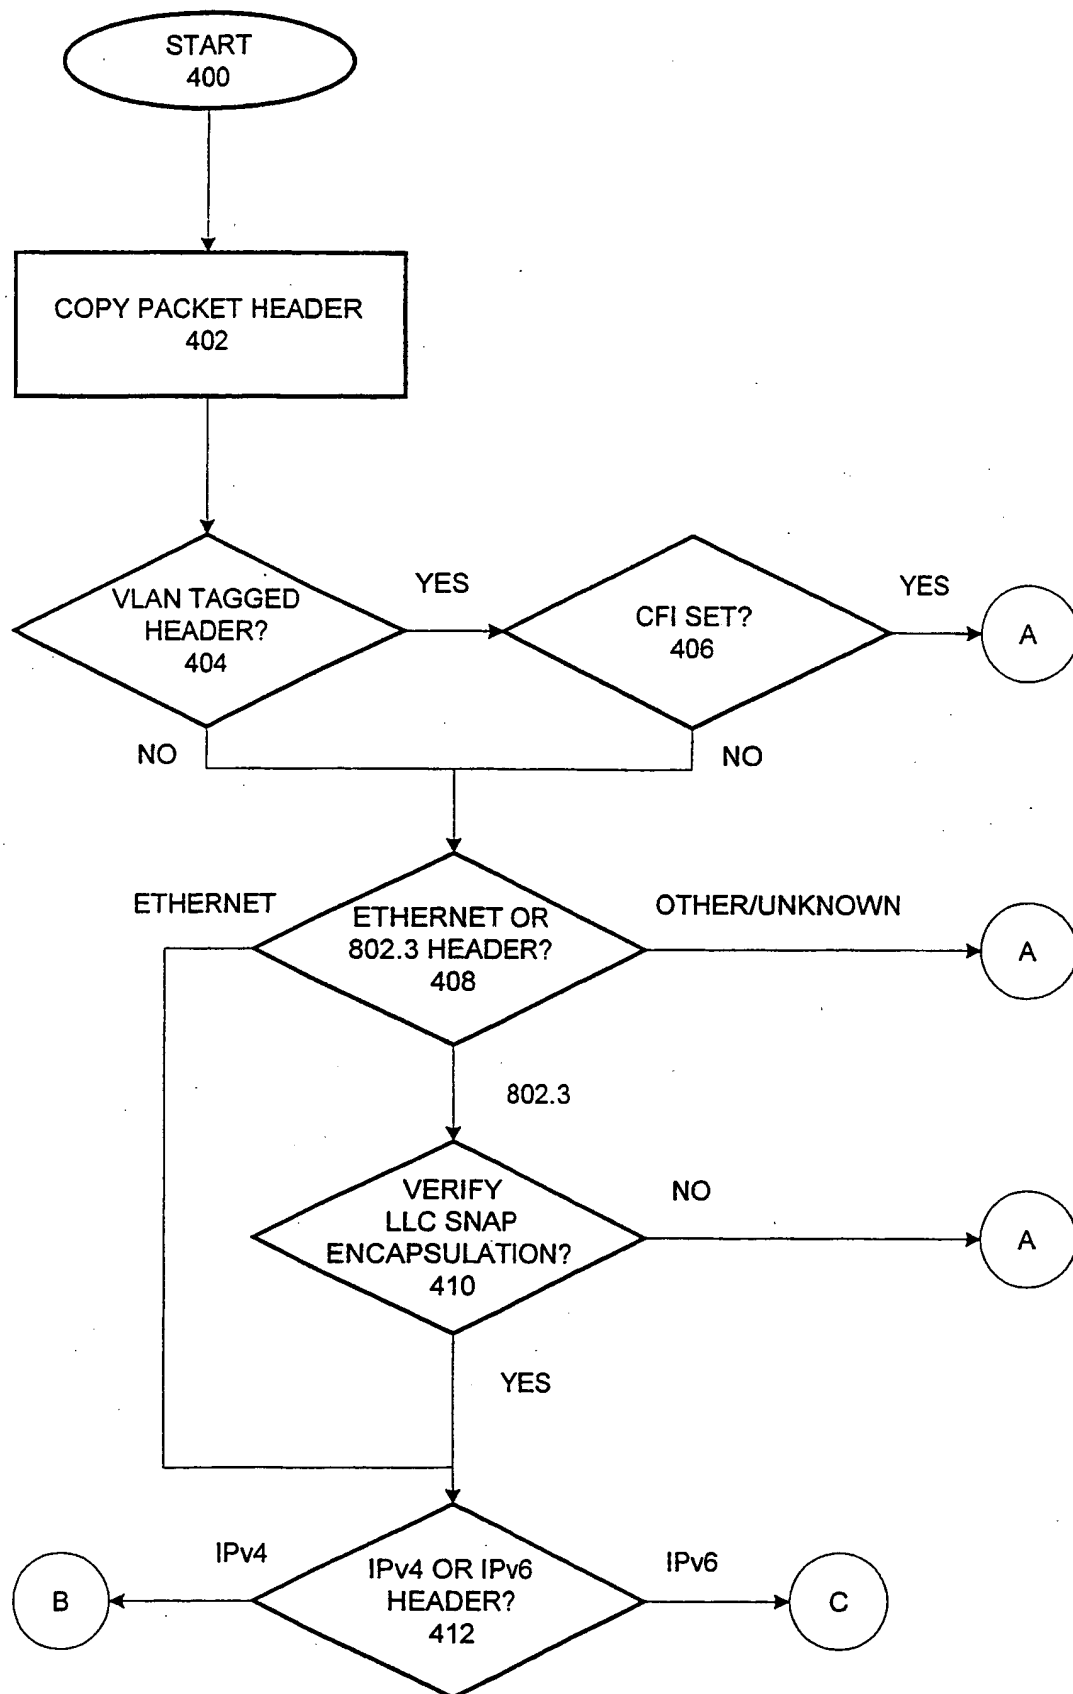 START
400
COPY PACKET HEADER
402
VLAN TAGGED
HEADER?
404
YES
CFI SET?
406
YES
A
NO
NO
ETHERNET
ETHERNET OR
802.3 HEADER?
408
OTHER/UNKNOWN
A
802.3
VERIFY
LLC SNAP
ENCAPSULATION?
410
NO
A
YES
IPv4
IPv4 OR IPv6
HEADER?
412
IPv6
B
C